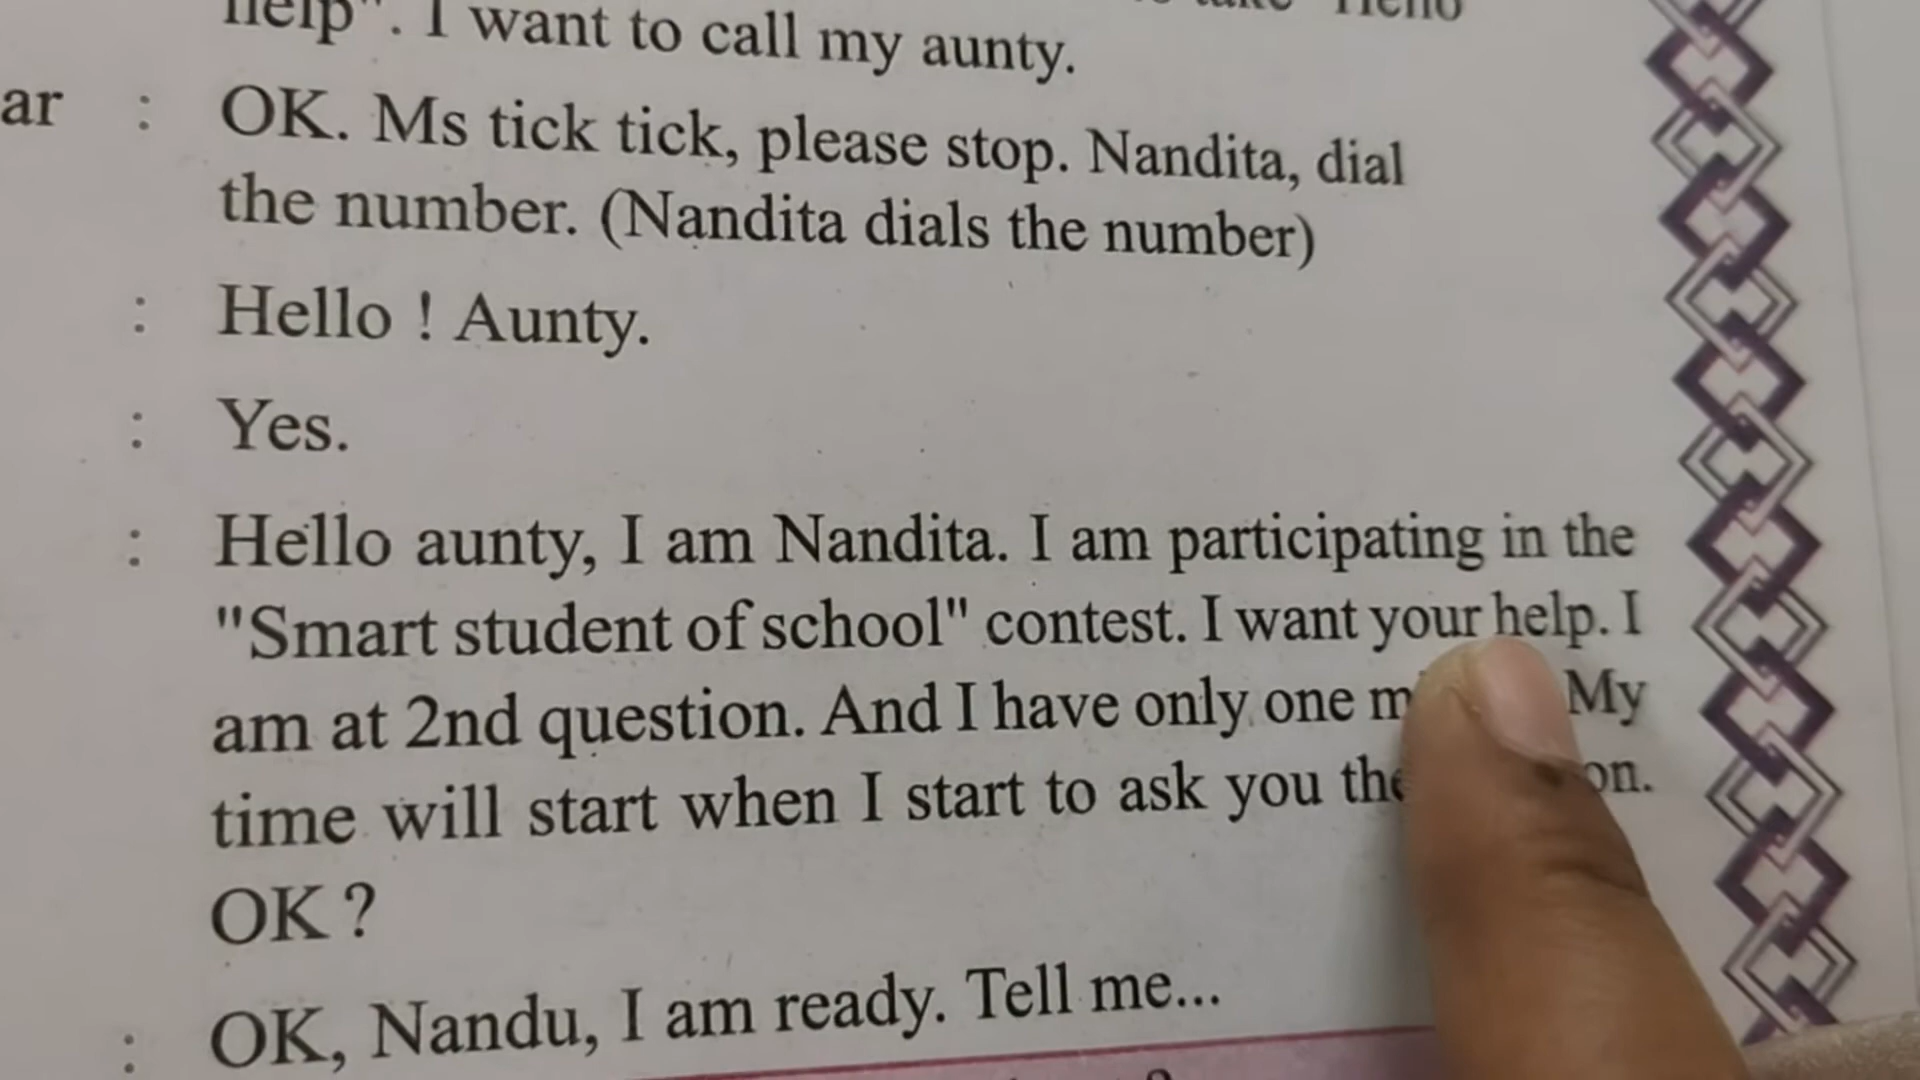 help". I want to call my aunty.
ar : OK. Ms tick tick, please stop. Nandita, dial
the number. (Nandita dials the number)
: Hello ! Aunty.
: Yes.
: Hello aunty, I am Nandita. I am participating in the
"Smart student of school" contest. I want your help. I
am at 2nd question. And I have only one My
time will start when I start to ask you
OK ?
: OK, Nandu, I am ready. Tell me...